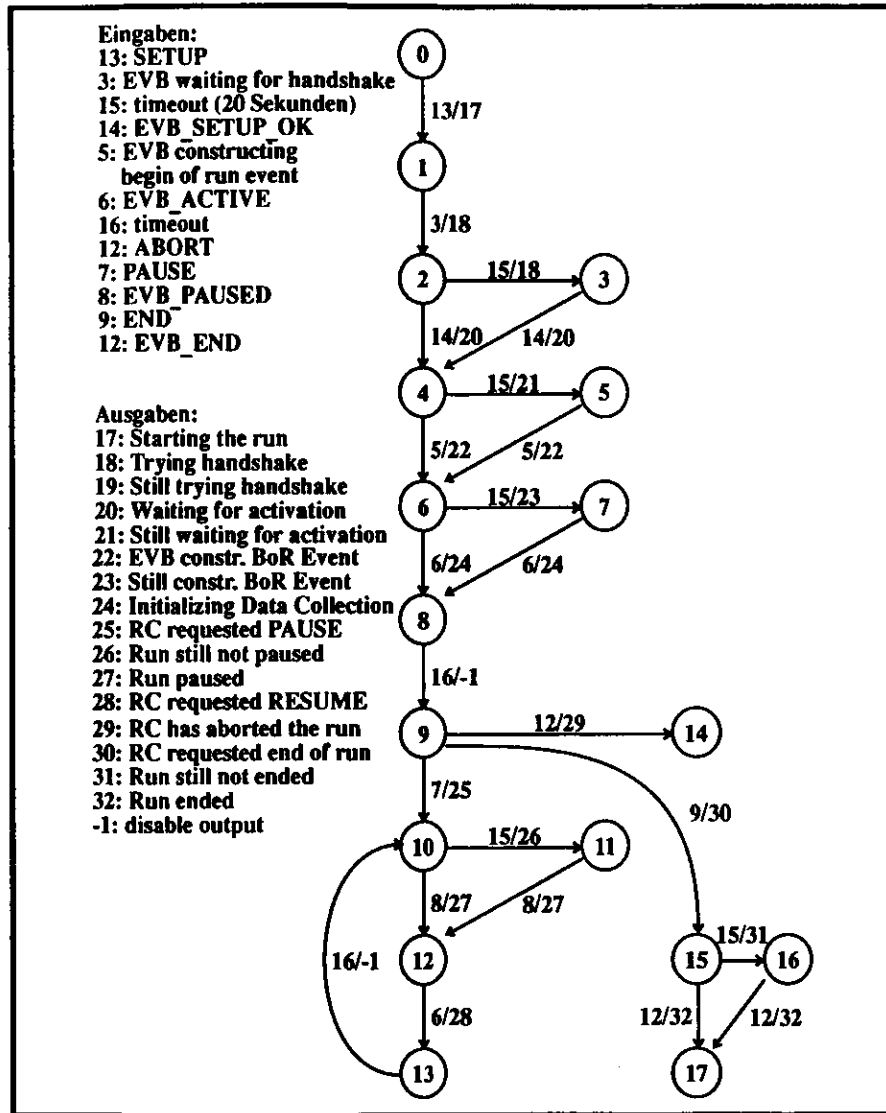 Eingaben:
13: SETUP
3: EVB waiting for handshake
15: timeout (20 Sekunden)
14: EVB_SETUP_OK
5: EVB constructing
begin of run event
6: EVB_ACTIVE
16: timeout
12: ABORT
7: PAUSE
8: EVB_PAUSED
9: END
12: EVB_END
Ausgaben:
17: Starting the run
18: Trying handshake
19: Still trying handshake
20: Waiting for activation
21: Still waiting for activation
22: EVB constr. BoR Event
23: Still constr. BoR Event
24: Initializing Data Collection
25: RC requested PAUSE
26: Run still not paused
27: Run paused
28: RC requested RESUME
29: RC has aborted the run
30: RC requested end of run
31: Run still not ended
32: Run ended
-1: disable output
0
13/17
1
3/18
2
15/18
3
14/20
14/20
4
15/21
5
5/22
5/22
6
15/23
7
6/24
6/24
8
16/-1
9
12/29
14
7/25
9/30
10
15/26
11
8/27
8/27
16/-1
12
15
15/31
16
6/28
12/32
12/32
13
17